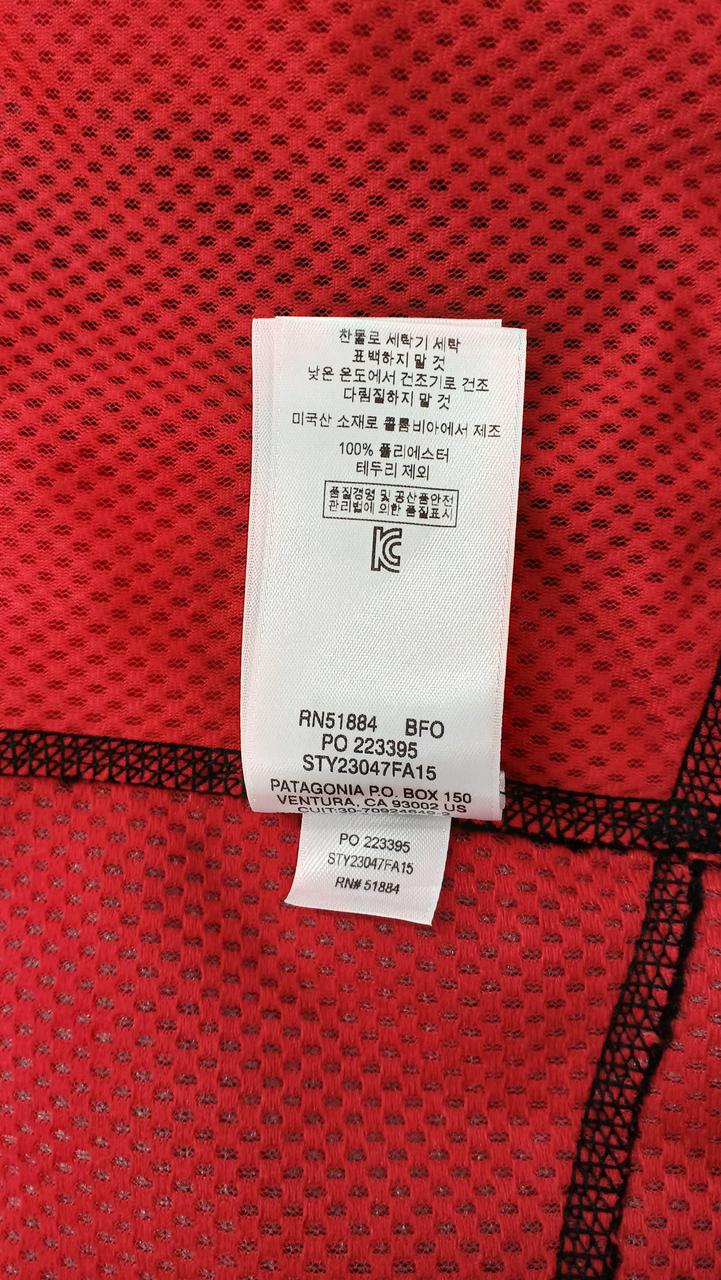 찬물로 세탁기 세탁
표백하지 말 것
낮은 온도에서 건조기로 건조
다림질하지 말 것
미국산 소재로 콜롬비아에서 제조
100% 폴리에스터
테두리 제외
품질경영 및 공산품안전
관리법에 의한 품질표시
KC
RN51884 BFO
PO 223395
STY23047FA15
PATAGONIA P.O. BOX 150
VENTURA, CA 93002 US
PO 223395
STY23047FA15
RN# 51884